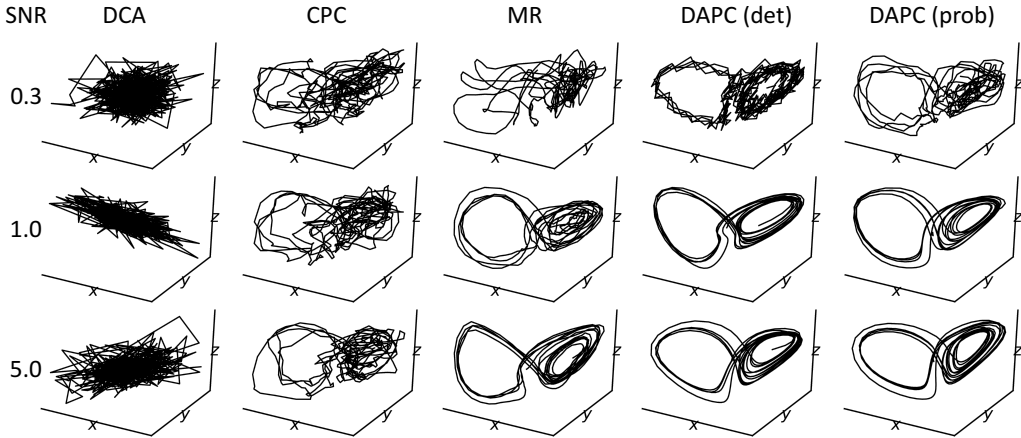 SNR DCA CPC MR DAPC (det) DAPC (prob)
0.3
z z z z z
x y x y x y x y x y
1.0
z z z z z
x y x y x y x y x y
5.0
z z z z z
x y x y x y x y x y